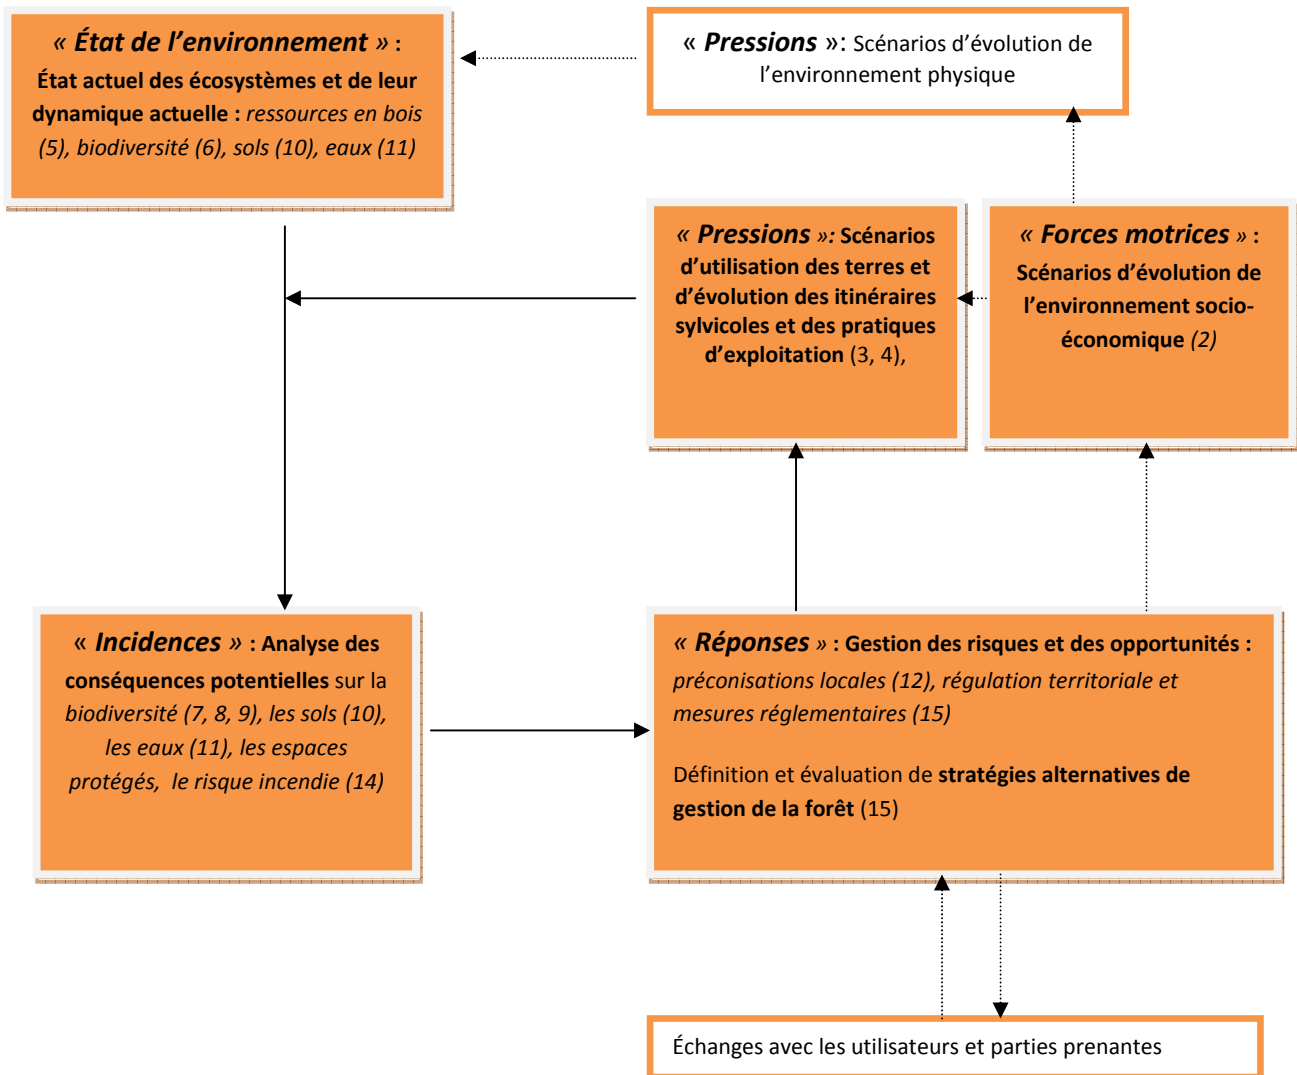 « État de l’environnement » :
État actuel des écosystèmes et de leur
dynamique actuelle : ressources en bois
(5), biodiversité (6), sols (10), eaux (11)
« Pressions »: Scénarios d’évolution de
l’environnement physique
« Pressions »: Scénarios
d’utilisation des terres et
d’évolution des itinéraires
sylvicoles et des pratiques
d’exploitation (3, 4),
« Forces motrices » :
Scénarios d’évolution de
l’environnement socio-
économique (2)
« Incidences » : Analyse des
conséquences potentielles sur la
biodiversité (7, 8, 9), les sols (10),
les eaux (11), les espaces
protégés, le risque incendie (14)
« Réponses » : Gestion des risques et des opportunités :
préconisations locales (12), régulation territoriale et
mesures réglementaires (15)
Définition et évaluation de stratégies alternatives de
gestion de la forêt (15)
Échanges avec les utilisateurs et parties prenantes